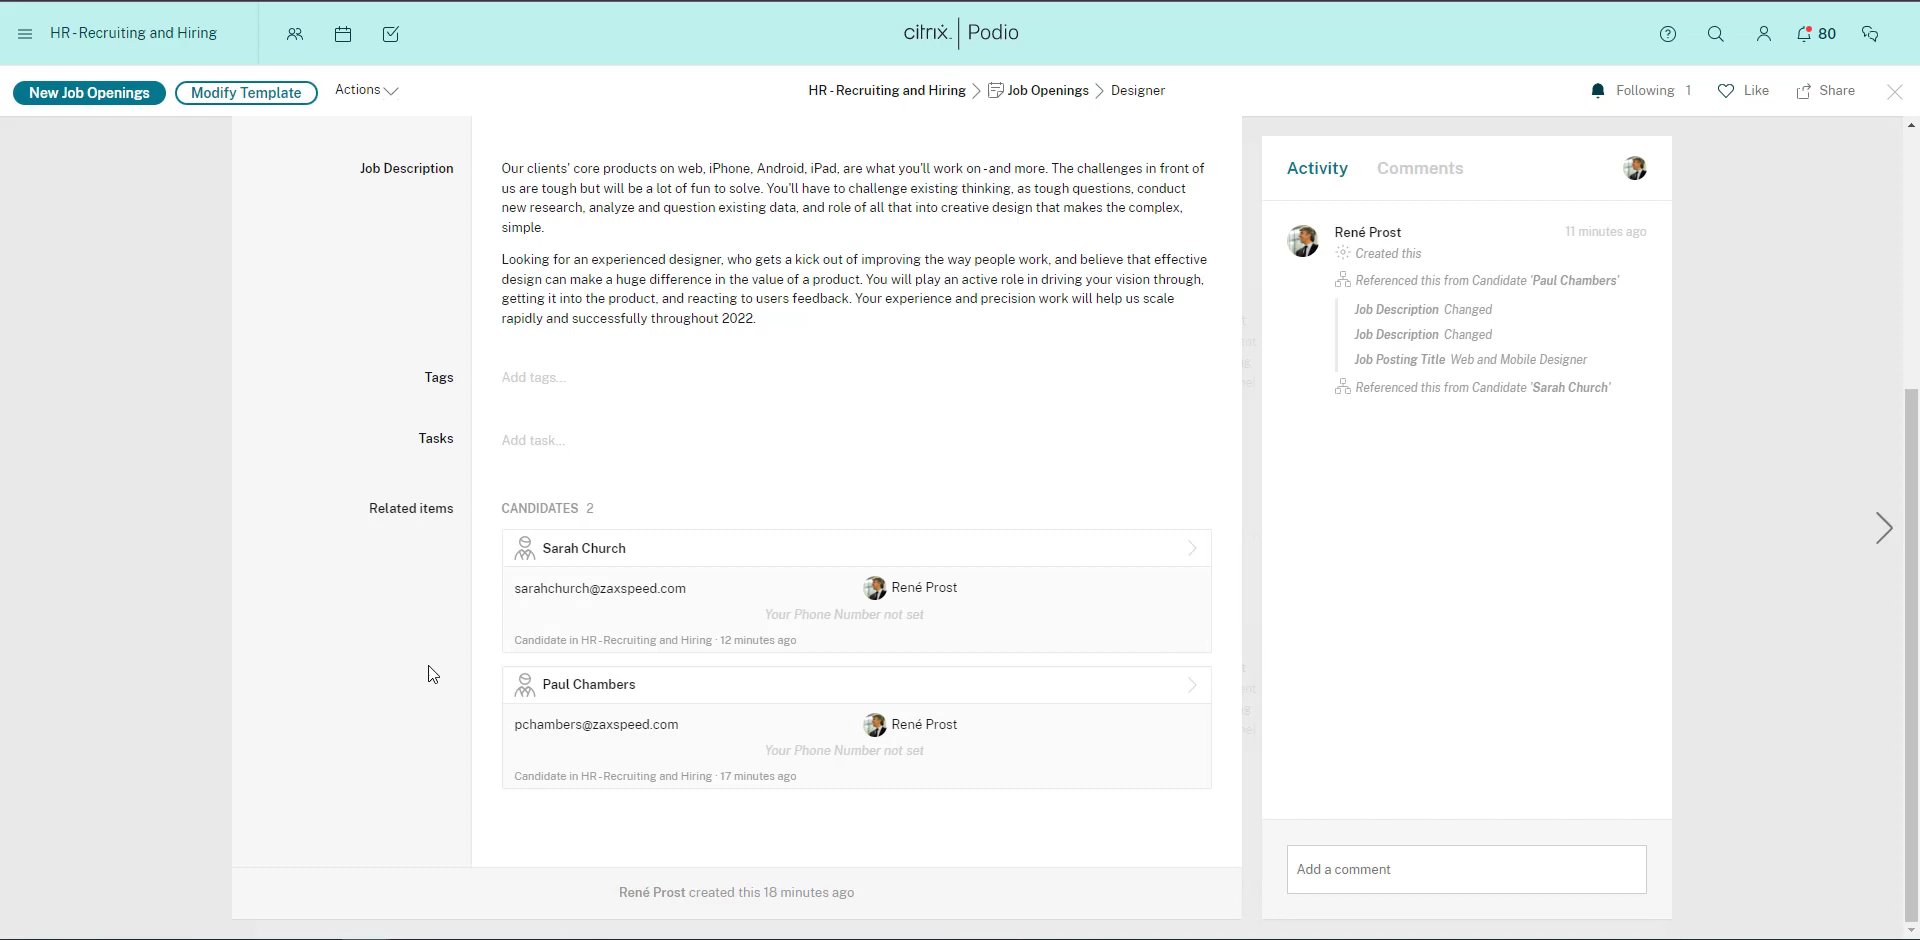 HR - Recruiting and Hiring
citrix. | Podio
80
New Job Openings
Modify Template
Actions
HR - Recruiting and Hiring > Job Openings > Designer
Following 1
Like
Share
Job Description
Our clients' core products on web, iPhone, Android, iPad, are what you'll work on - and more. The challenges in front of
us are tough but will be a lot of fun to solve. You'll have to challenge existing thinking, as tough questions, conduct
new research, analyze and question existing data, and role of all that into creative design that makes the complex,
simple.
Looking for an experienced designer, who gets a kick out of improving the way people work, and believe that effective
design can make a huge difference in the value of a product. You will play an active role in driving your vision through,
getting it into the product, and reacting to users feedback. Your experience and precision work will help us scale
rapidly and successfully throughout 2022.
Tags
Add tags...
Tasks
Add task...
Related items
CANDIDATES 2
Sarah Church
sarahchurch@zaxspeed.com
René Prost
Your Phone Number not set
Candidate in HR - Recruiting and Hiring · 12 minutes ago
Paul Chambers
pchambers@zaxspeed.com
René Prost
Your Phone Number not set
Candidate in HR - Recruiting and Hiring · 17 minutes ago
René Prost created this 18 minutes ago
Activity
Comments
René Prost
11 minutes ago
Created this
Referenced this from Candidate 'Paul Chambers'
Job Description Changed
Job Description Changed
Job Posting Title Web and Mobile Designer
Referenced this from Candidate 'Sarah Church'
Add a comment